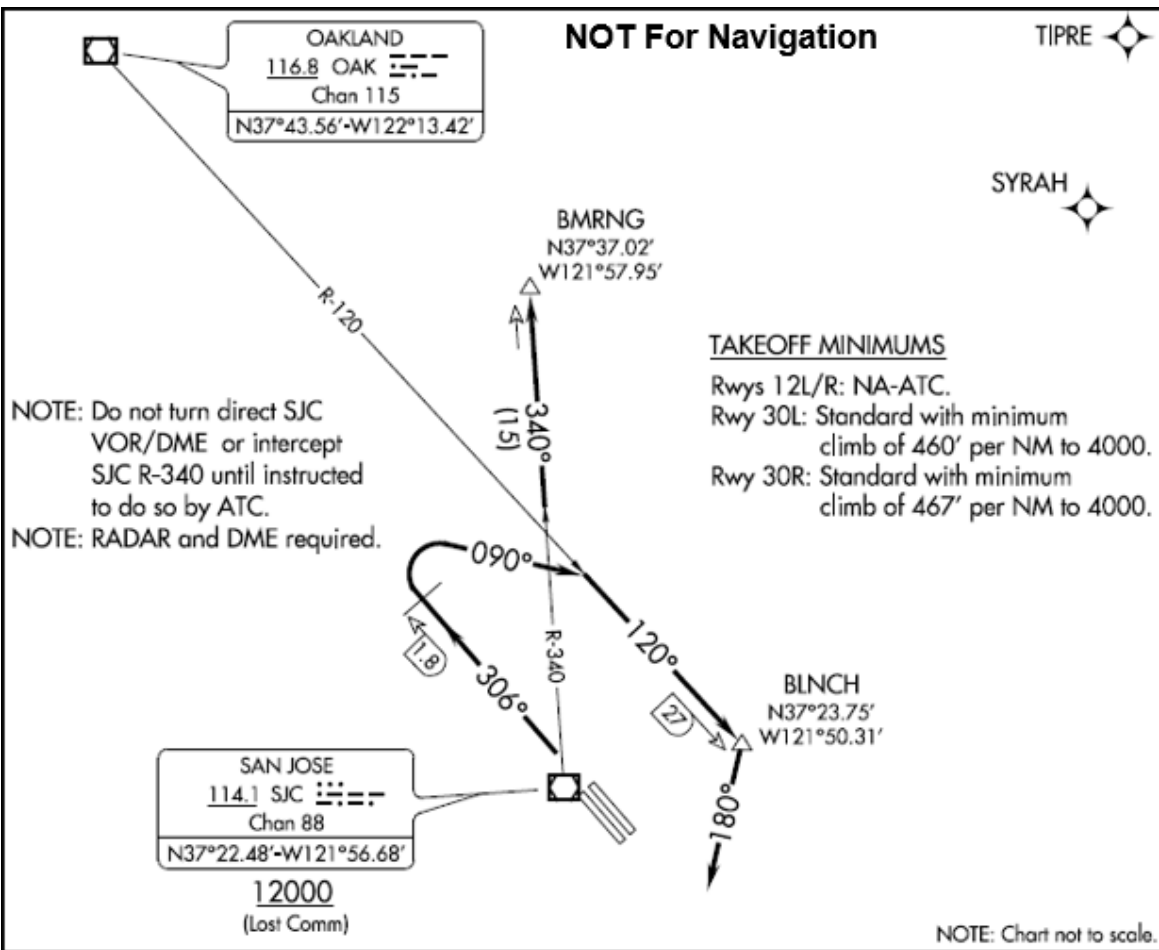 NOT For Navigation
TIPRE
OAKLAND
116.8 OAK
Chan 115
N37°43.56′-W122°13.42′
SYRAH
BMRNG
N37°37.02′
W121°57.95′
R-120
TAKEOFF MINIMUMS
Rwys 12L/R: NA-ATC.
Rwy 30L: Standard with minimum
climb of 460′ per NM to 4000.
Rwy 30R: Standard with minimum
climb of 467′ per NM to 4000.
NOTE: Do not turn direct SJC
VOR/DME or intercept
SJC R-340 until instructed
to do so by ATC.
NOTE: RADAR and DME required.
340°
(15)
090°
120°
R-340
1.8
306°
27
BLNCH
N37°23.75′
W121°50.31′
180°
SAN JOSE
114.1 SJC
Chan 88
N37°22.48′-W121°56.68′
12000
(Lost Comm)
NOTE: Chart not to scale.